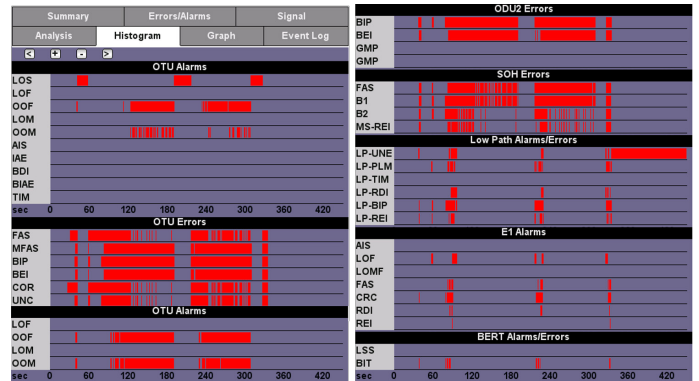 Summary Errors/Alarms Signal
Analysis Histogram Graph Event Log
< + - >
OTU Alarms
LOS
LOF
OOF
LOM
OOM
AIS
IAE
BDI
BIAE
TIM
sec 0 60 120 180 240 300 360 420
OTU Errors
FAS
MFAS
BIP
BEI
COR
UNC
OTU Alarms
LOF
OOF
LOM
OOM
sec 0 60 120 180 240 300 360 420
ODU2 Errors
BIP
BEI
GMP
GMP
SOH Errors
FAS
B1
B2
MS-REI
Low Path Alarms/Errors
LP-UNE
LP-PLM
LP-TIM
LP-RDI
LP-BIP
LP-REI
E1 Alarms
AIS
LOF
LOMF
FAS
CRC
RDI
REI
BERT Alarms/Errors
LSS
BIT
sec 0 60 120 180 240 300 360 420